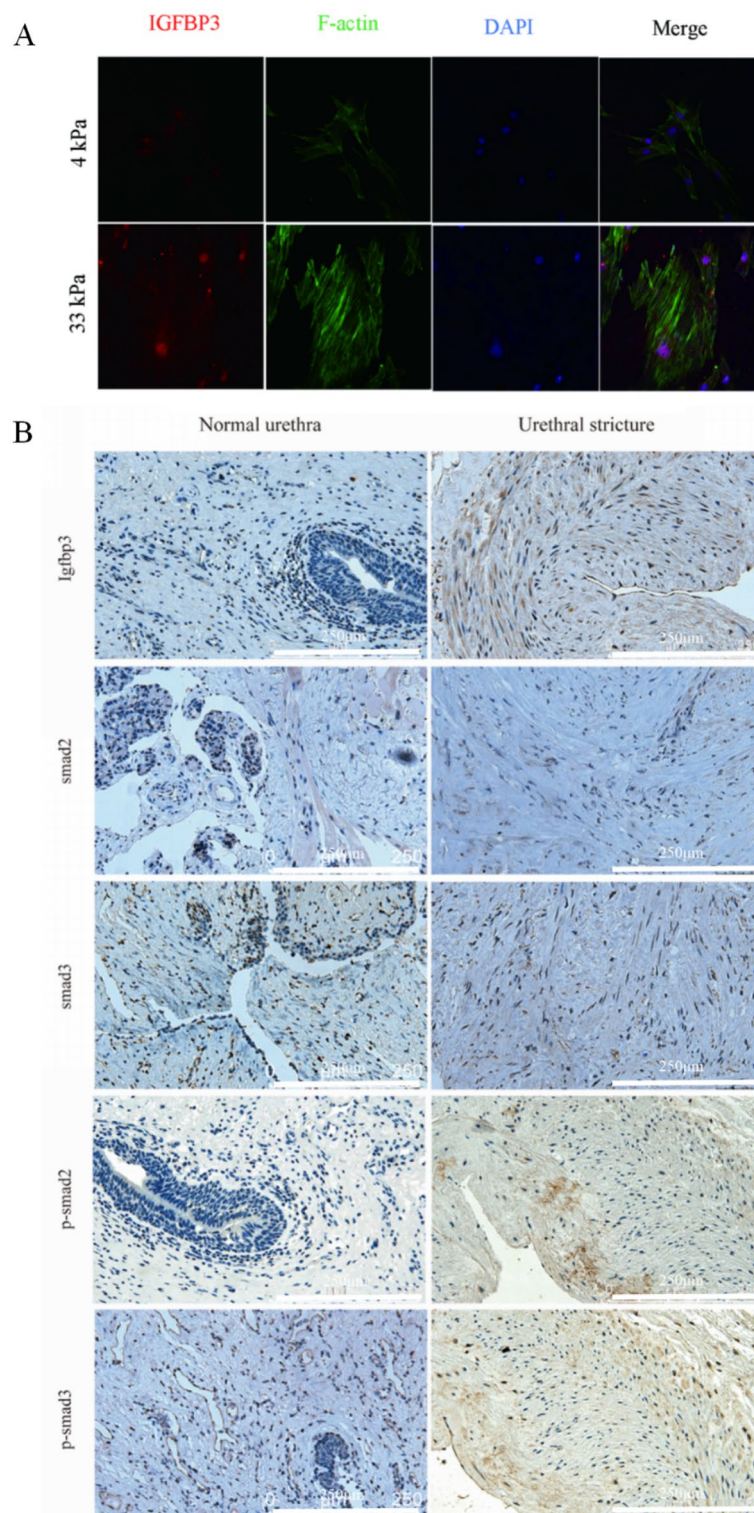 A
IGFBP3 F-actin DAPI Merge
4 kPa
33 kPa
B
Normal urethra Urethral stricture
Igfbp3
250μm 250μm
smad2
250μm 250μm
0 250
smad3
250μm
250
p-smad2
250μm 250μm
p-smad3
250μm 250μm
0 250